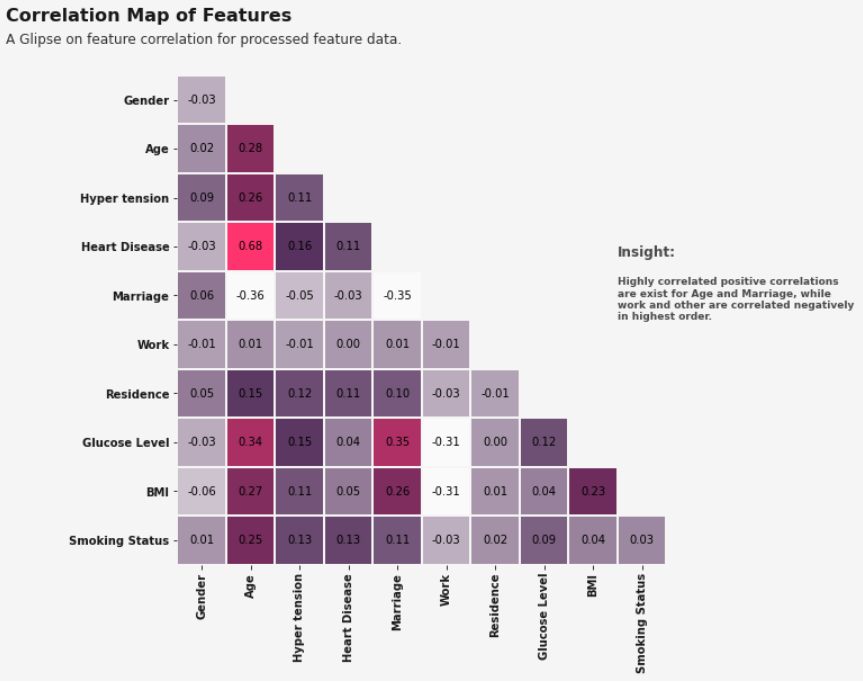 Correlation Map of Features
A Glipse on feature correlation for processed feature data.
Gender -0.03
Age 0.02 0.28
Hyper tension 0.09 0.26 0.11
Heart Disease -0.03 0.68 0.16 0.11
Insight:
Highly correlated positive correlations
are exist for Age and Marriage, while
work and other are correlated negatively
in highest order.
Marriage 0.06 -0.36 -0.05 -0.03 -0.35
Work -0.01 0.01 -0.01 0.00 0.01 -0.01
Residence 0.05 0.15 0.12 0.11 0.10 -0.03 -0.01
Glucose Level -0.03 0.34 0.15 0.04 0.35 -0.31 0.00 0.12
BMI -0.06 0.27 0.11 0.05 0.26 -0.31 0.01 0.04 0.23
Smoking Status 0.01 0.25 0.13 0.13 0.11 -0.03 0.02 0.09 0.04 0.03
Gender
Age
Hyper tension
Heart Disease
Marriage
Work
Residence
Glucose Level
BMI
Smoking Status